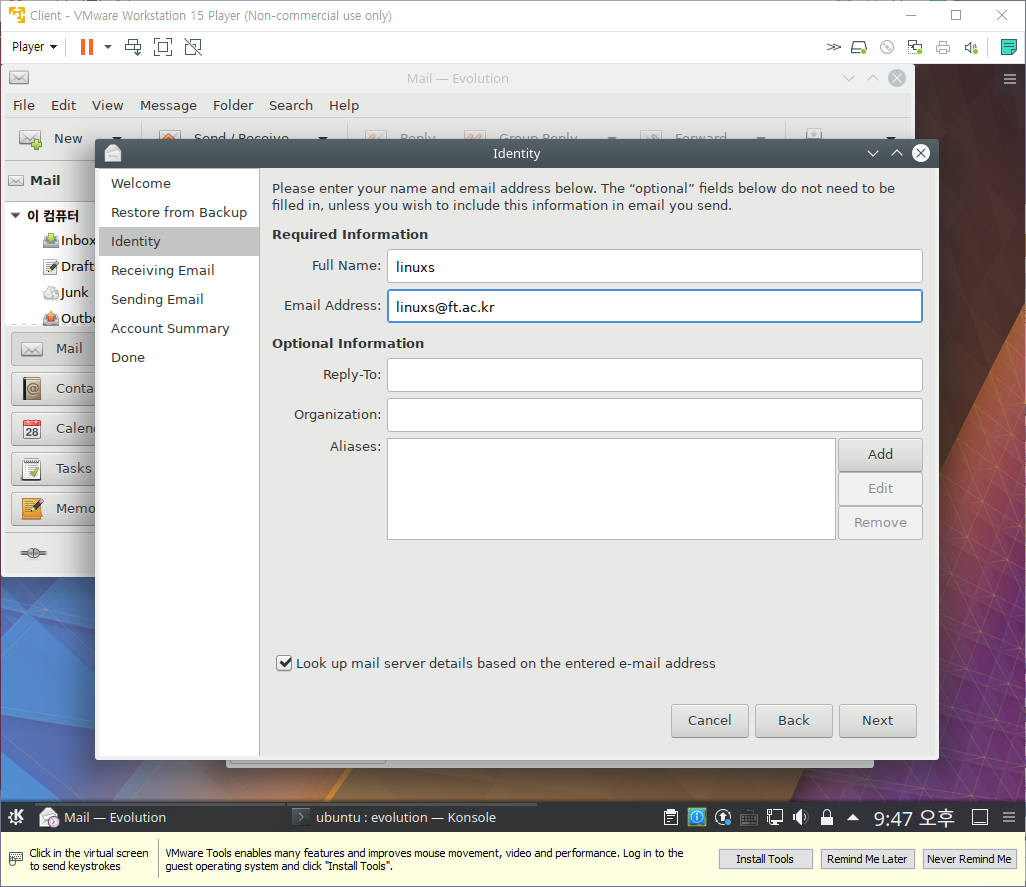 Client - VMware Workstation 15 Player (Non-commercial use only)
Player
Mail — Evolution
File Edit View Message Folder Search Help
New Send / Receive Reply Group Reply Forward
Identity
Mail
이 컴퓨터
Inbox
Draft
Junk
Outbo
Mail
Conta
Calen
28
Tasks
Memo
Welcome
Restore from Backup
Identity
Receiving Email
Sending Email
Account Summary
Done
Please enter your name and email address below. The “optional” fields below do not need to be
filled in, unless you wish to include this information in email you send.
Required Information
Full Name: linuxs
Email Address: linuxs@ft.ac.kr
Optional Information
Reply-To:
Organization:
Aliases:
Add
Edit
Remove
Look up mail server details based on the entered e-mail address
Cancel Back Next
Mail — Evolution
ubuntu : evolution — Konsole
9:47 오후
Click in the virtual screen
to send keystrokes
VMware Tools enables many features and improves mouse movement, video and performance. Log in to the
guest operating system and click "Install Tools".
Install Tools Remind Me Later Never Remind Me